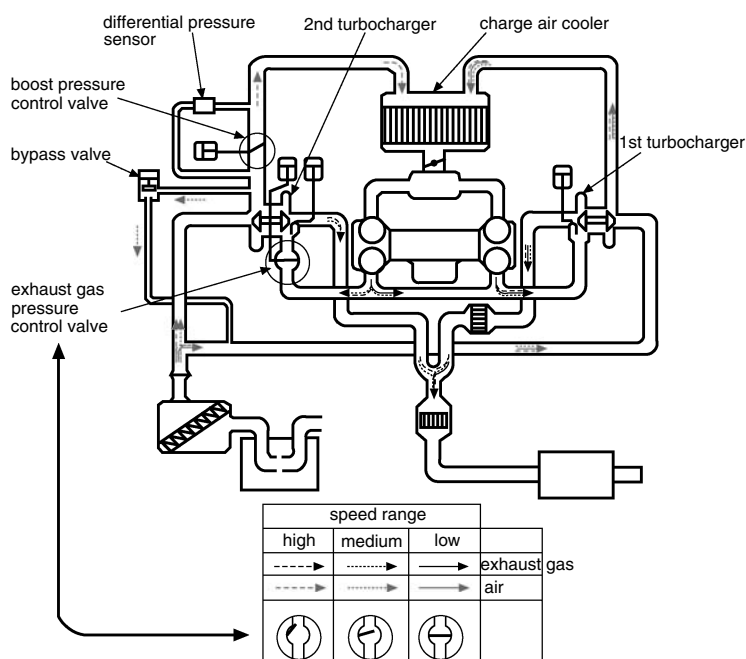 differential pressure
sensor
2nd turbocharger
charge air cooler
boost pressure
control valve
bypass valve
1st turbocharger
exhaust gas
pressure
control valve
speed range
high medium low
exhaust gas
air